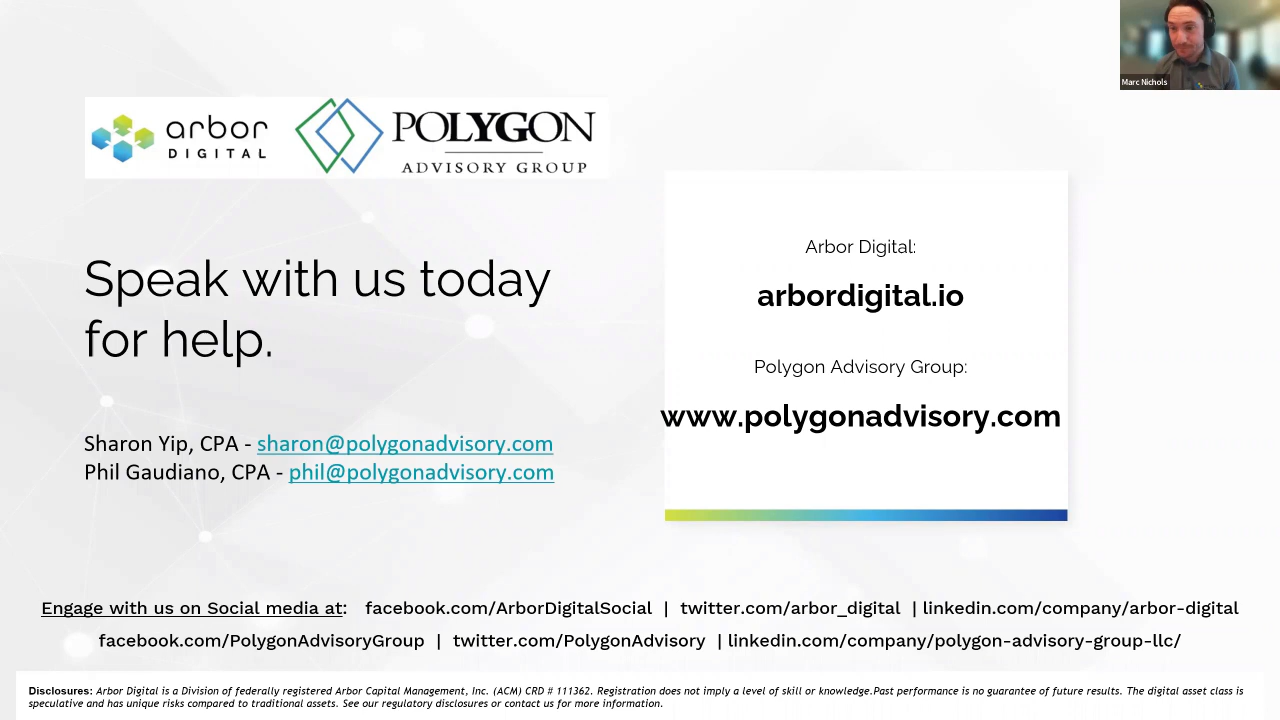 Marc Nichols
arbor
DIGITAL
POLYGON
ADVISORY GROUP
Speak with us today
for help.
Sharon Yip, CPA - sharon@polygonadvisory.com
Phil Gaudiano, CPA - phil@polygonadvisory.com
Arbor Digital:
arbordigital.io
Polygon Advisory Group:
www.polygonadvisory.com
Engage with us on Social media at: facebook.com/ArborDigitalSocial | twitter.com/arbor_digital | linkedin.com/company/arbor-digital
facebook.com/PolygonAdvisoryGroup | twitter.com/PolygonAdvisory | linkedin.com/company/polygon-advisory-group-llc/
Disclosures: Arbor Digital is a Division of federally registered Arbor Capital Management, Inc. (ACM) CRD # 111362. Registration does not imply a level of skill or knowledge.Past performance is no guarantee of future results. The digital asset class is
speculative and has unique risks compared to traditional assets. See our regulatory disclosures or contact us for more information.